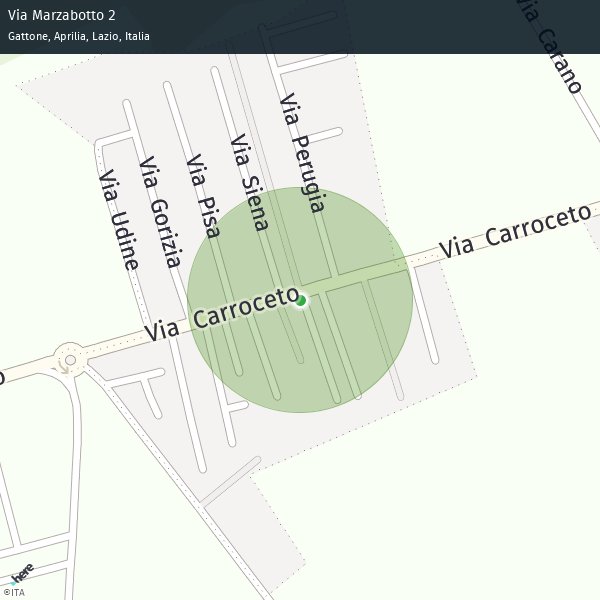 Via Marzabotto 2
Gattone, Aprilia, Lazio, Italia
Via Carano
Via Perugia
Via Siena
Via Pisa
Via Gorizia
Via Udine
Via Carroceto
Via Carroceto
o
here
©ITA